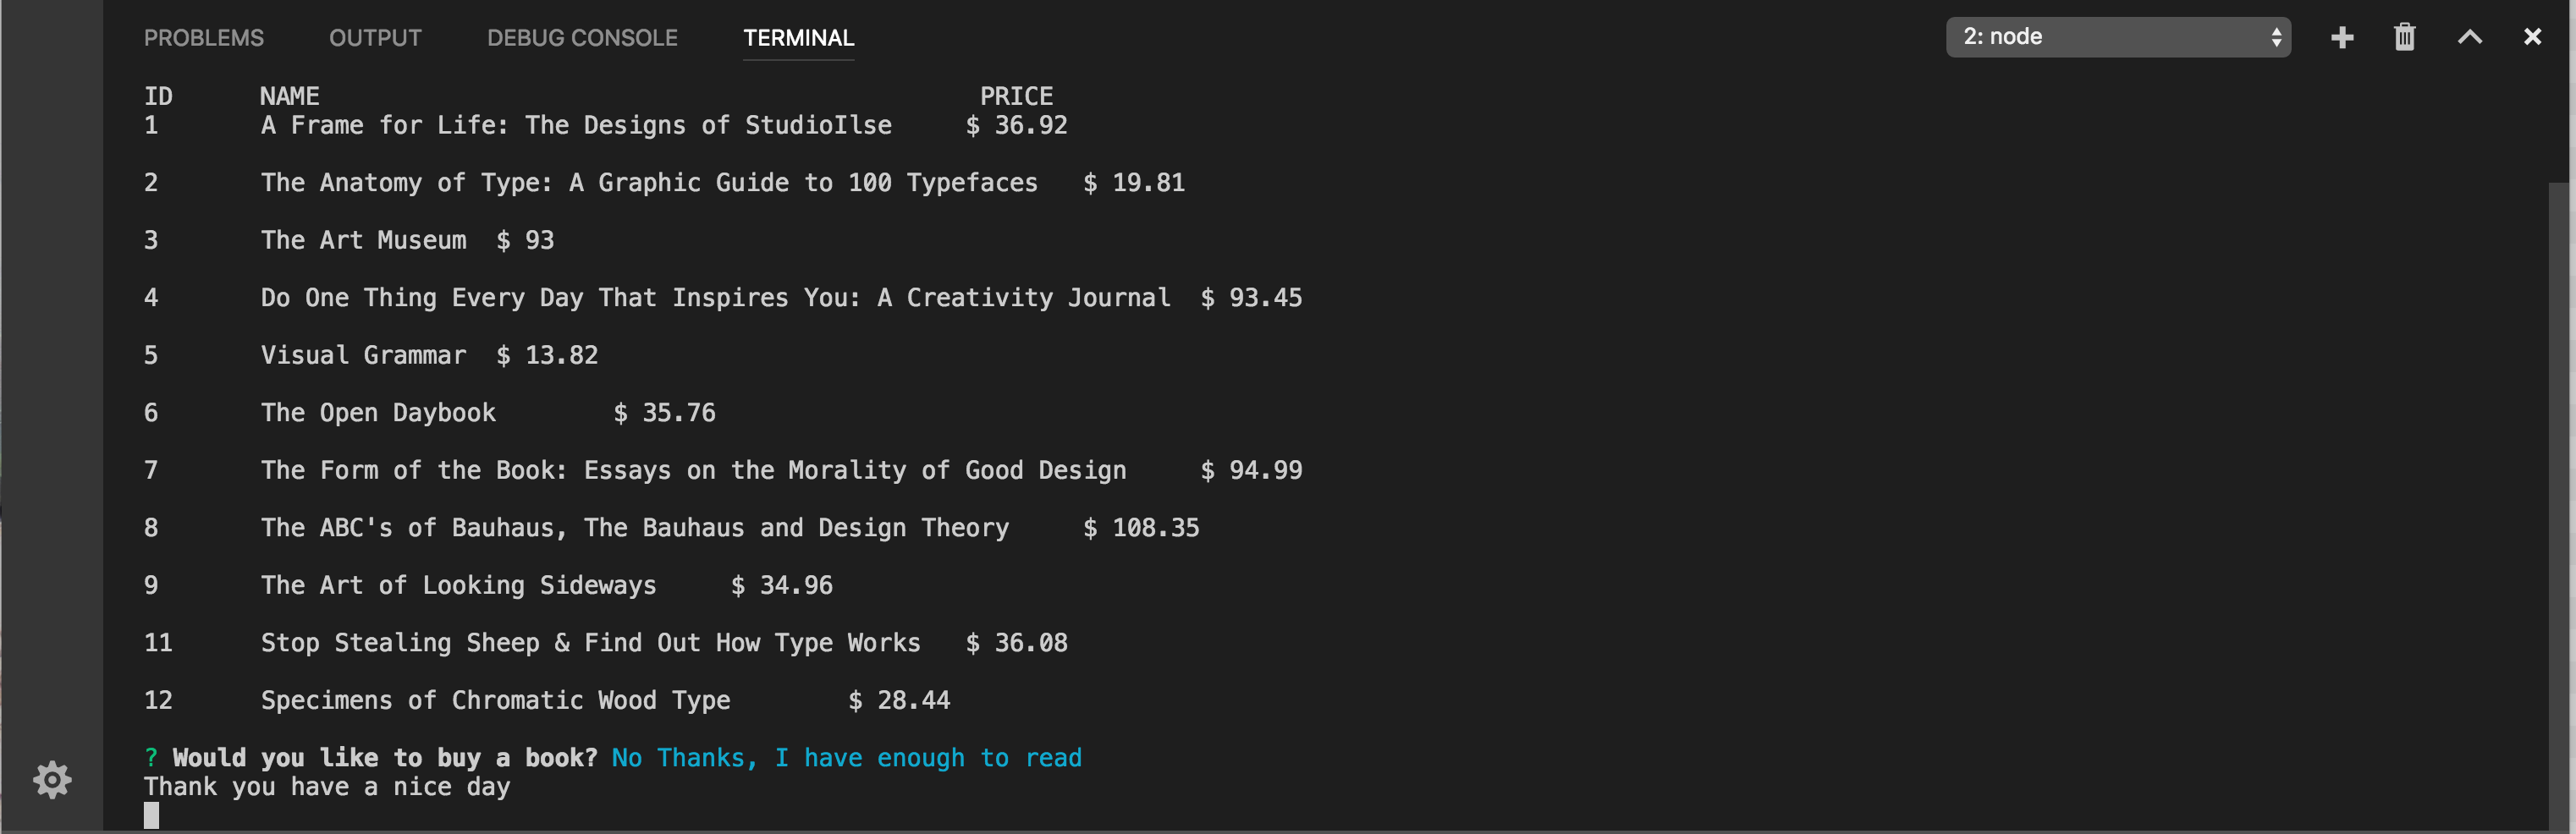 PROBLEMS OUTPUT DEBUG CONSOLE TERMINAL 2: node
ID NAME PRICE
1 A Frame for Life: The Designs of StudioIlse $ 36.92
2 The Anatomy of Type: A Graphic Guide to 100 Typefaces $ 19.81
3 The Art Museum $ 93
4 Do One Thing Every Day That Inspires You: A Creativity Journal $ 93.45
5 Visual Grammar $ 13.82
6 The Open Daybook $ 35.76
7 The Form of the Book: Essays on the Morality of Good Design $ 94.99
8 The ABC's of Bauhaus, The Bauhaus and Design Theory $ 108.35
9 The Art of Looking Sideways $ 34.96
11 Stop Stealing Sheep & Find Out How Type Works $ 36.08
12 Specimens of Chromatic Wood Type $ 28.44
? Would you like to buy a book? No Thanks, I have enough to read
Thank you have a nice day